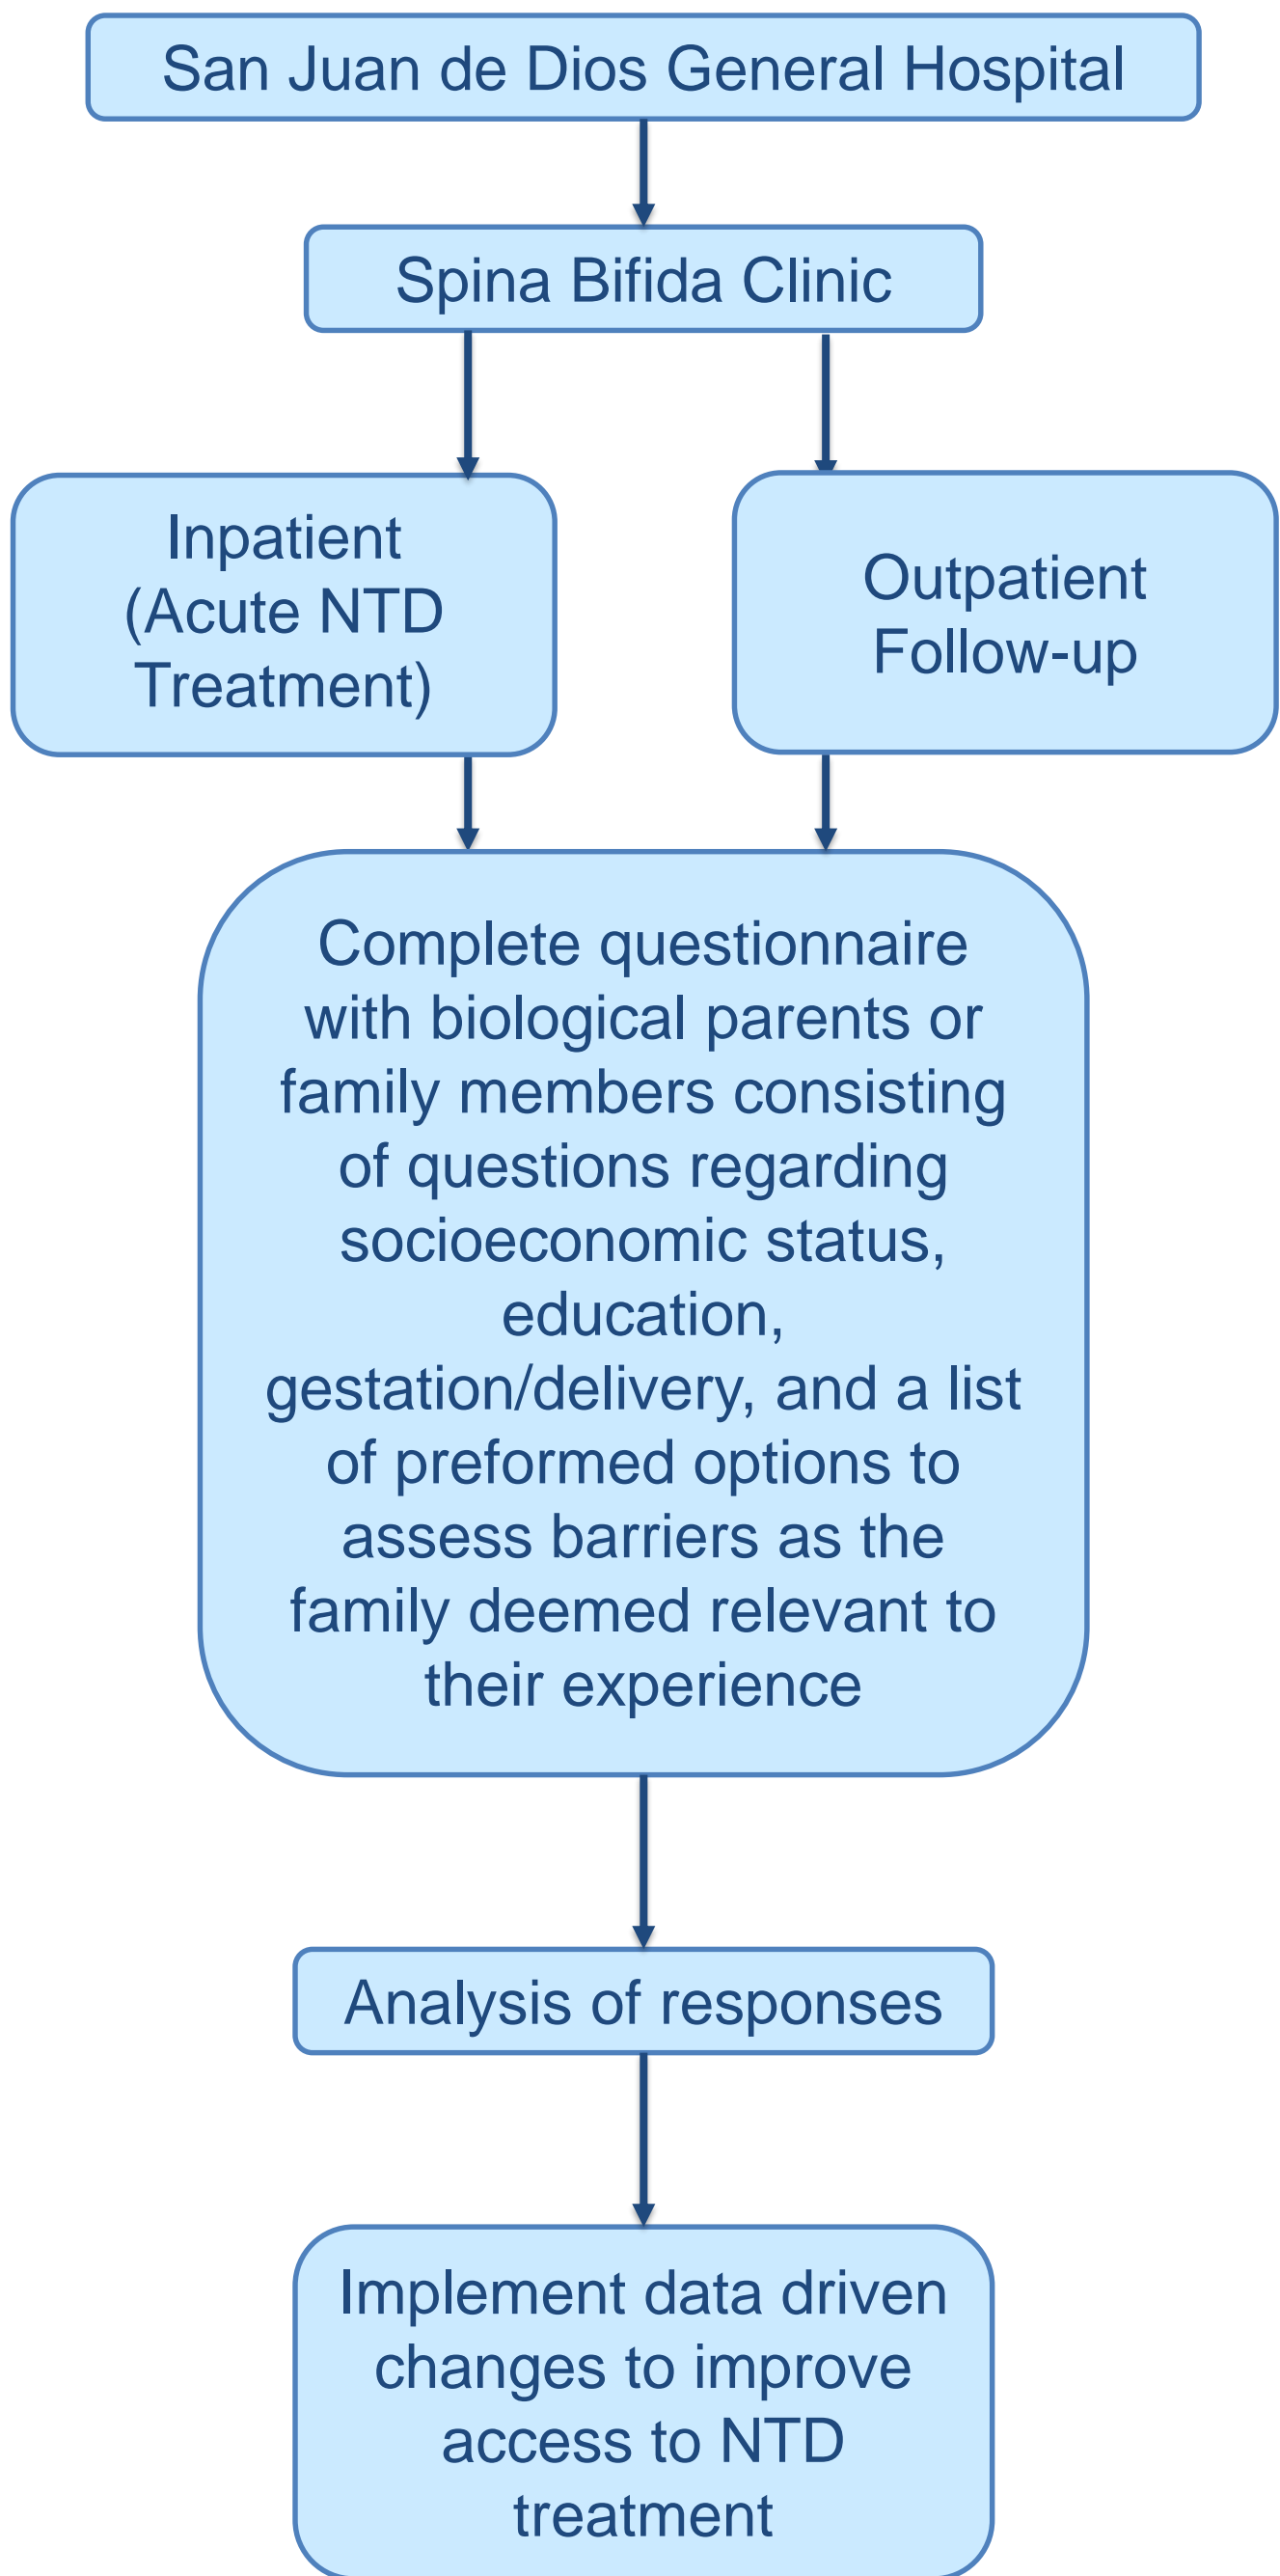 San Juan de Dios General Hospital
Spina Bifida Clinic
Inpatient
(Acute NTD
Treatment)
Outpatient
Follow-up
Complete questionnaire
with biological parents or
family members consisting
of questions regarding
socioeconomic status,
education,
gestation/delivery, and a list
of preformed options to
assess barriers as the
family deemed relevant to
their experience
Analysis of responses
Implement data driven
changes to improve
access to NTD
treatment